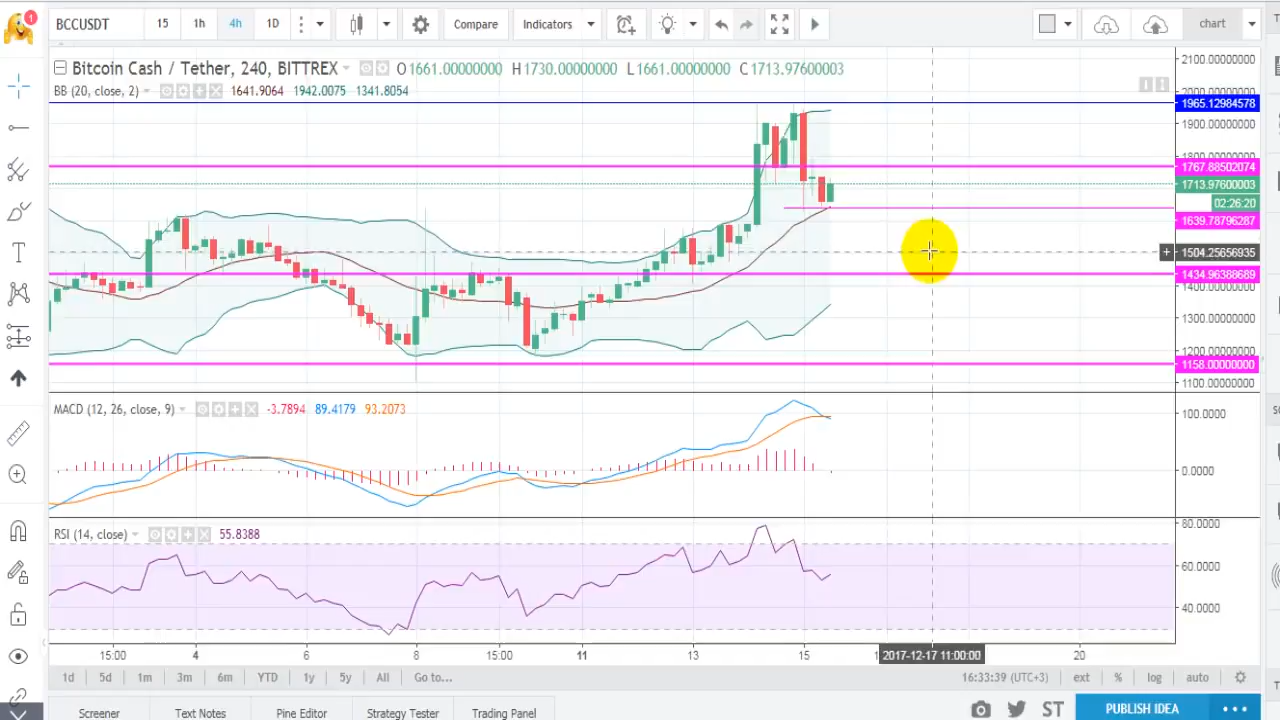 1
BCCUSDT 15 1h 4h 1D Compare Indicators chart
Bitcoin Cash / Tether, 240, BITTREX O1661.00000000 H1730.00000000 L1661.00000000 C1713.97600003
BB (20, close, 2) 1641.9064 1942.0075 1341.8054
2100.00000000
1965.12984578
1900.00000000
1767.88502074
1713.97600003
02:26:20
1639.78796287
1504.25656935
1434.96388689
1400.00000000
1300.00000000
1200.00000000
1158.00000000
1100.00000000
MACD (12, 26, close, 9) -3.7894 89.4179 93.2073
100.0000
0.0000
RSI (14, close) 55.8388
80.0000
60.0000
40.0000
15:00 4 6 8 15:00 11 13 15 2017-12-17 11:00:00 20
1d 5d 1m 3m 6m YTD 1y 5y All Go to... 16:33:39 (UTC+3) ext % log auto
Screener Text Notes Pine Editor Strategy Tester Trading Panel ST PUBLISH IDEA